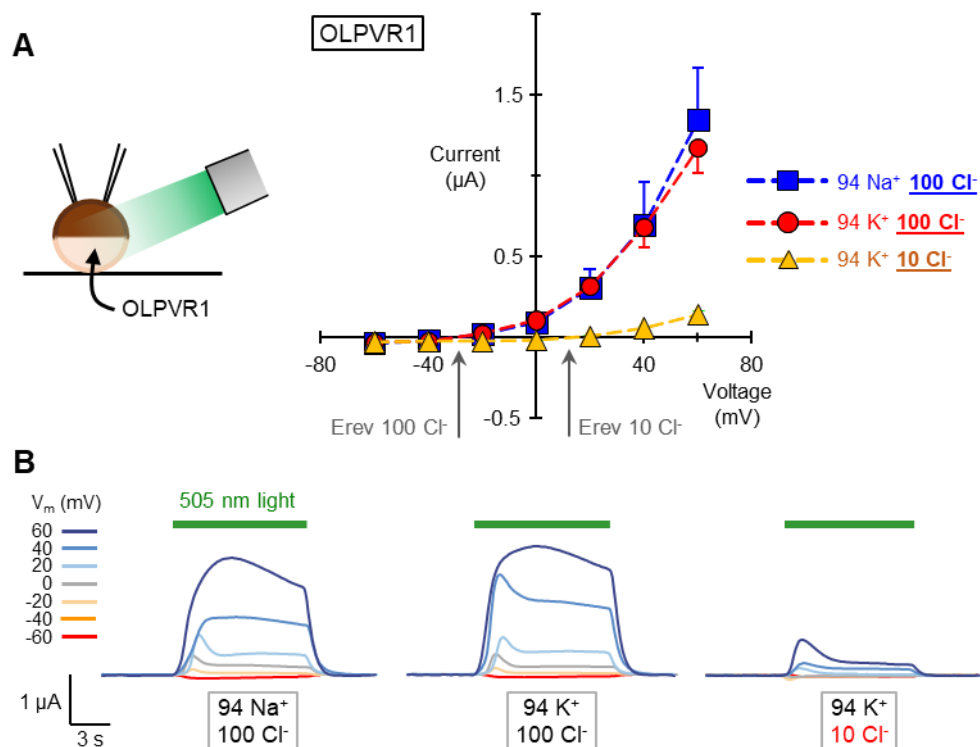 A
OLPVR1
OLPVR1
Current
(µA)
1.5
0.5
-0.5
-80
-40
40
80
Voltage
(mV)
Erev 100 Cl⁻
Erev 10 Cl⁻
94 Na⁺ 100 Cl⁻
94 K⁺ 100 Cl⁻
94 K⁺ 10 Cl⁻
B
Vₘ (mV)
60
40
20
0
-20
-40
-60
505 nm light
1 µA
3 s
94 Na⁺
100 Cl⁻
94 K⁺
100 Cl⁻
94 K⁺
10 Cl⁻